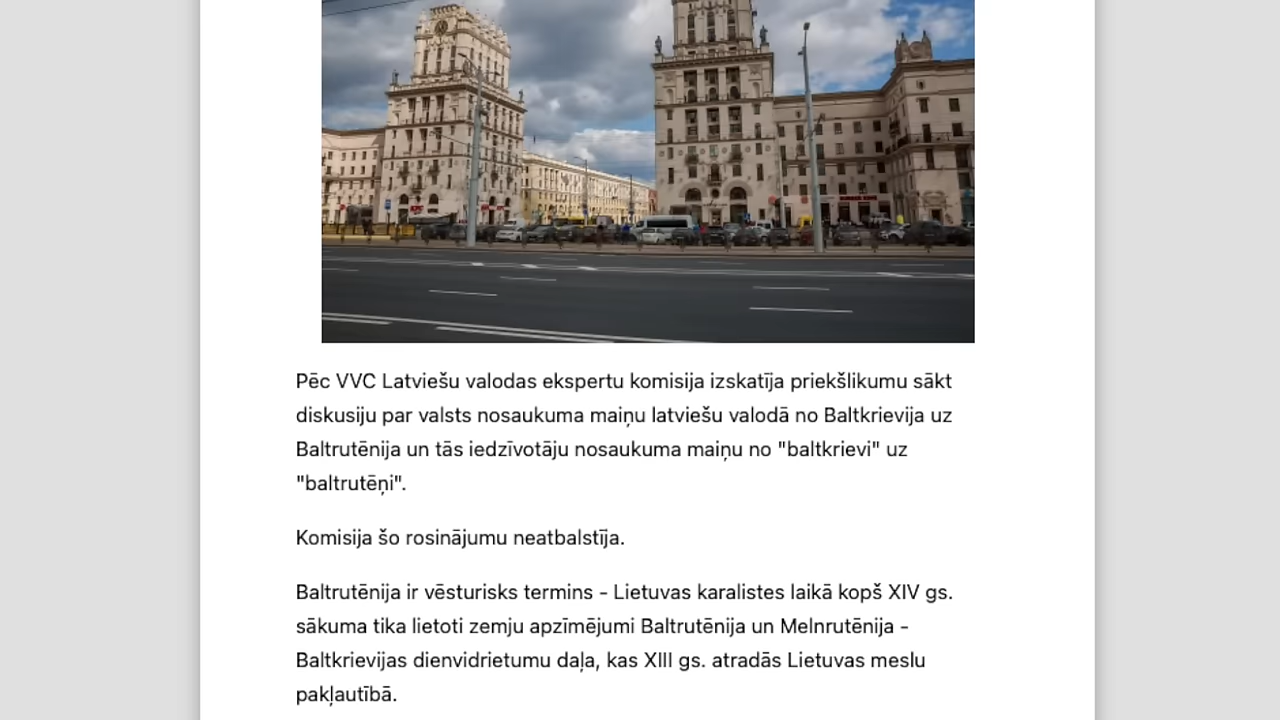 Pēc VVC Latviešu valodas ekspertu komisija izskatīja priekšlikumu sākt
diskusiju par valsts nosaukuma maiņu latviešu valodā no Baltkrievija uz
Baltrutēnija un tās iedzīvotāju nosaukuma maiņu no "baltkrievi" uz
"baltrutēņi".
Komisija šo rosinājumu neatbalstīja.
Baltrutēnija ir vēsturisks termins - Lietuvas karalistes laikā kopš XIV gs.
sākuma tika lietoti zemju apzīmējumi Baltrutēnija un Melnrutēnija -
Baltkrievijas dienvidrietumu daļa, kas XIII gs. atradās Lietuvas meslu
pakļautībā.